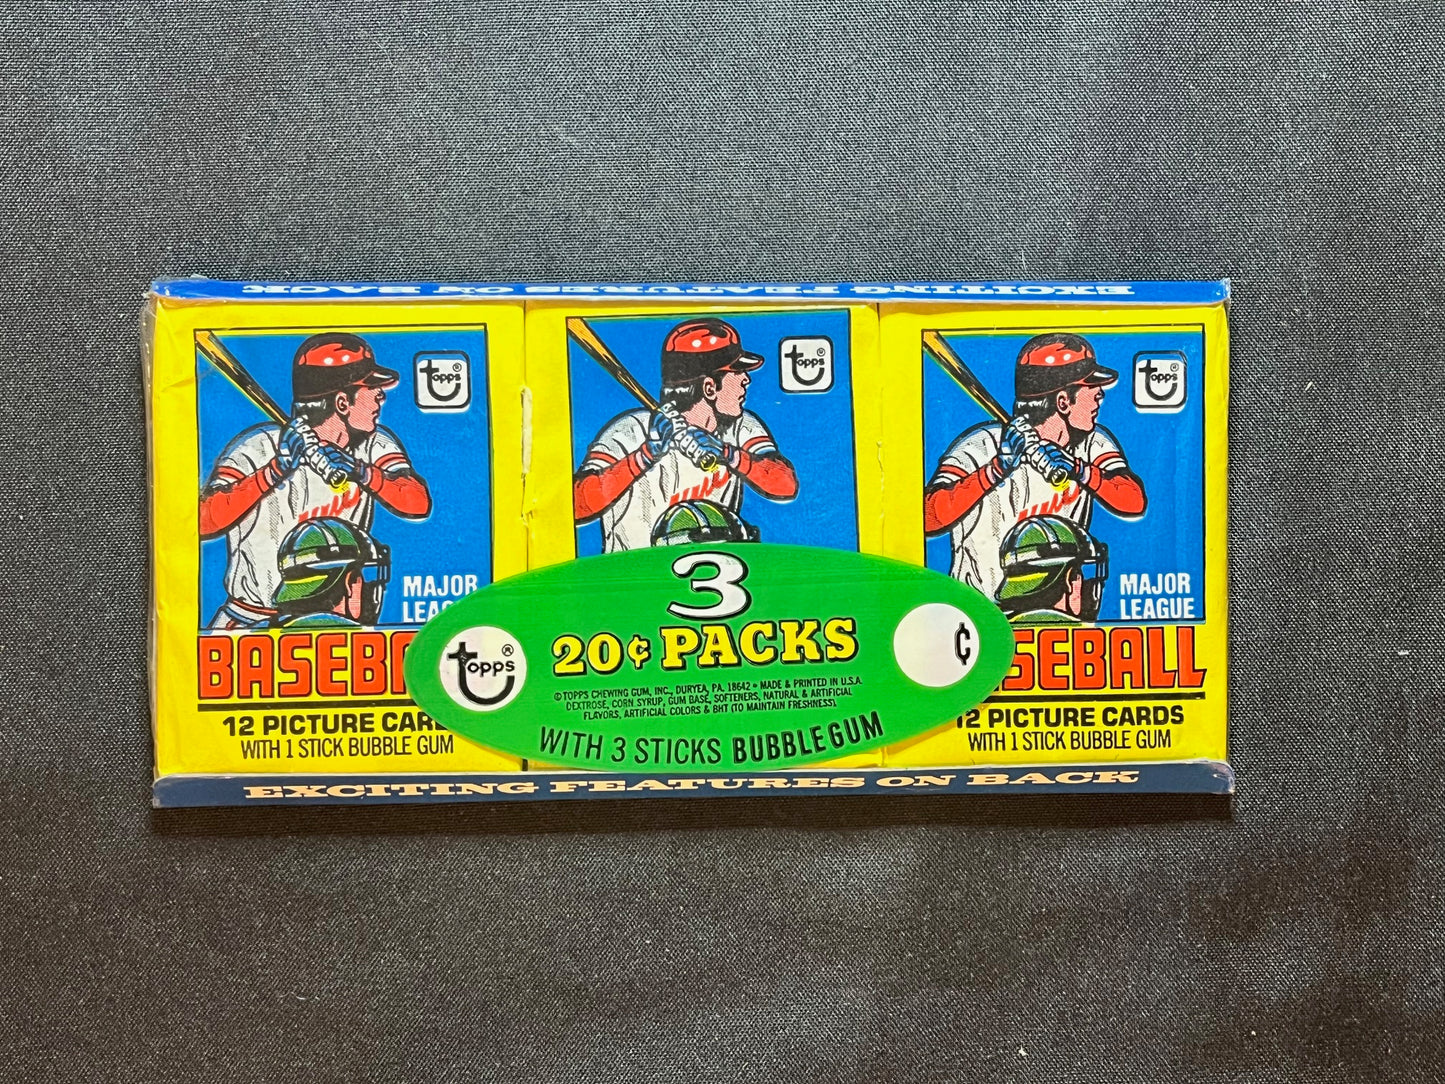 EXCITING FEATURES ON BACK
topps®
topps®
topps®
MAJOR
LEAG
MAJOR
LEAGUE
BASEBA
SEBALL
12 PICTURE CARD
WITH 1 STICK BUBBLE GUM
12 PICTURE CARDS
WITH 1 STICK BUBBLE GUM
topps®
3
20¢ PACKS
¢
©TOPPS CHEWING GUM, INC., DURYEA, PA. 18642 • MADE & PRINTED IN U.S.A.
DEXTROSE, CORN SYRUP, GUM BASE, SOFTENERS, NATURAL & ARTIFICIAL
FLAVORS, ARTIFICIAL COLORS & BHT (TO MAINTAIN FRESHNESS).
WITH 3 STICKS BUBBLE GUM
EXCITING FEATURES ON BACK